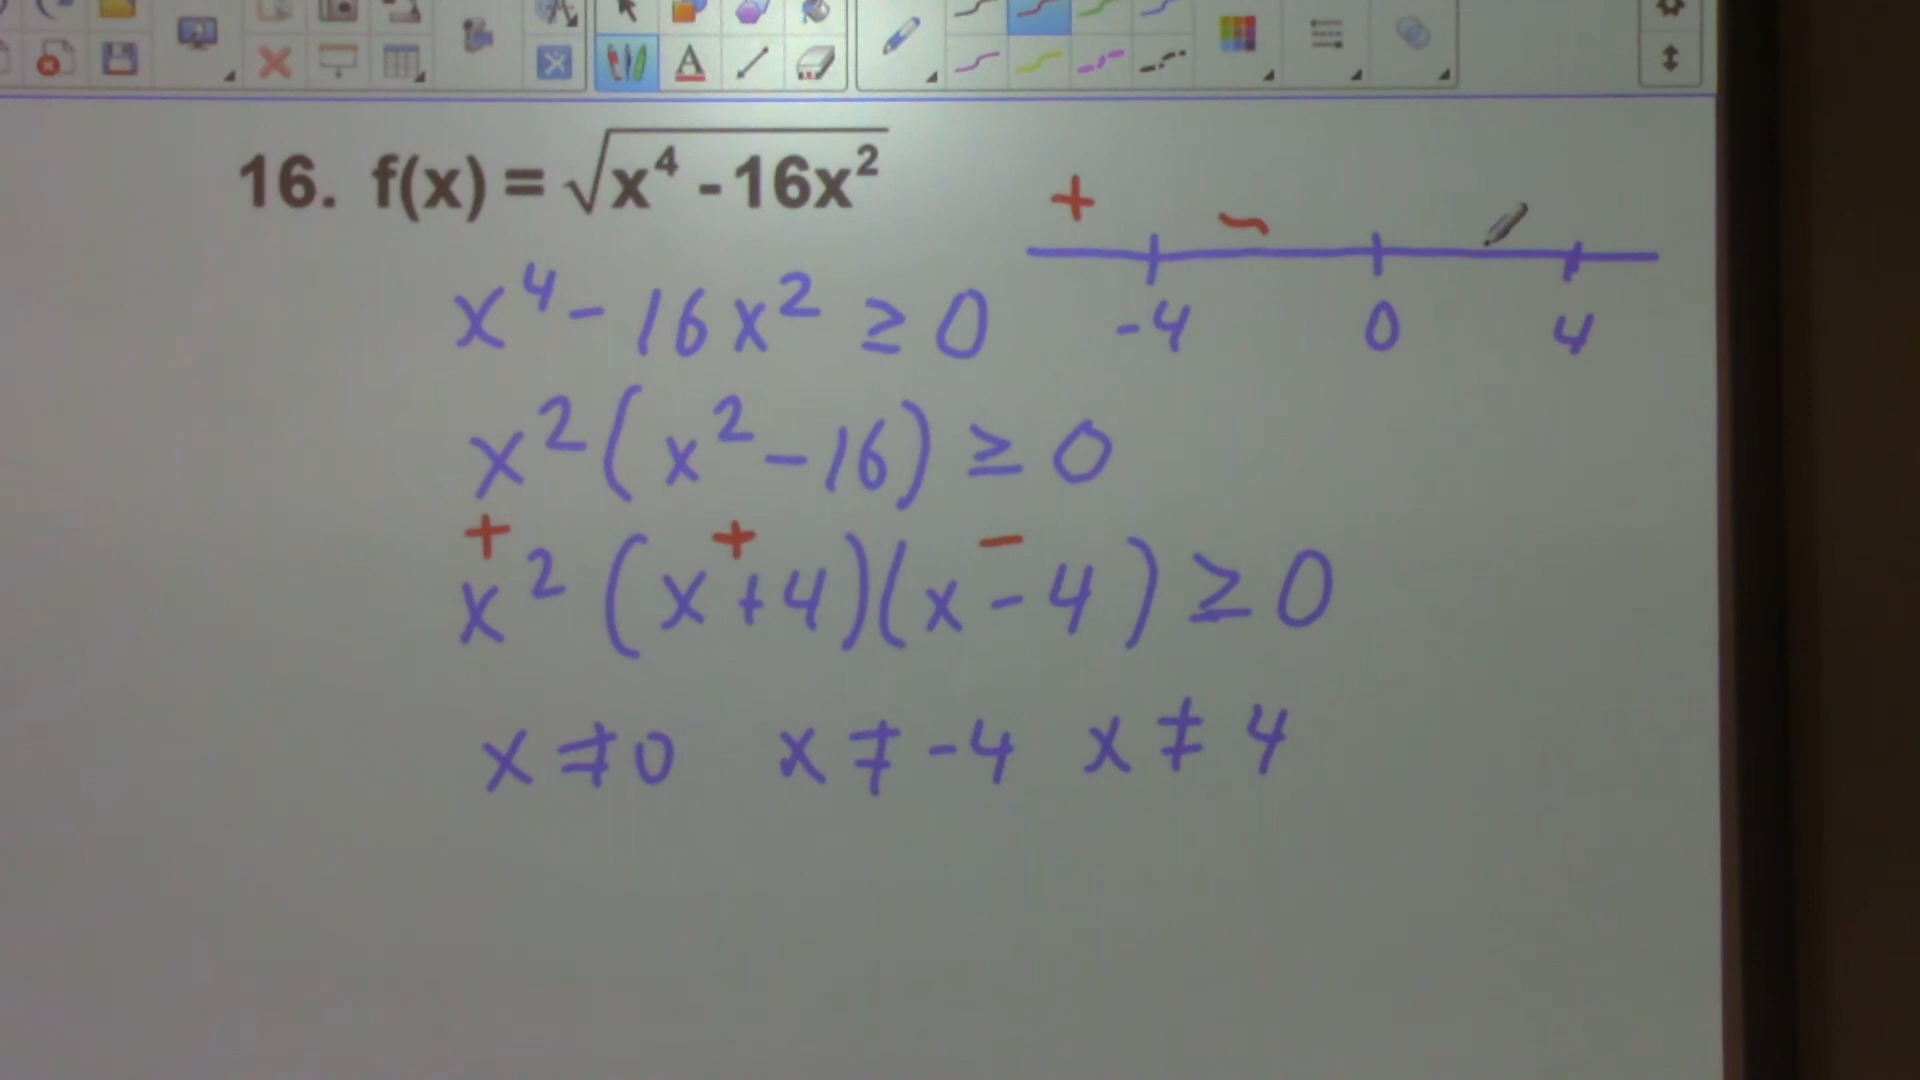 16. f(x) = √x⁴ - 16x²
+ -
-4 0 4
x⁴ - 16x² ≥ 0
x²(x² - 16) ≥ 0
+ + -
x²(x + 4)(x - 4) ≥ 0
x ≠ 0 x ≠ -4 x ≠ 4